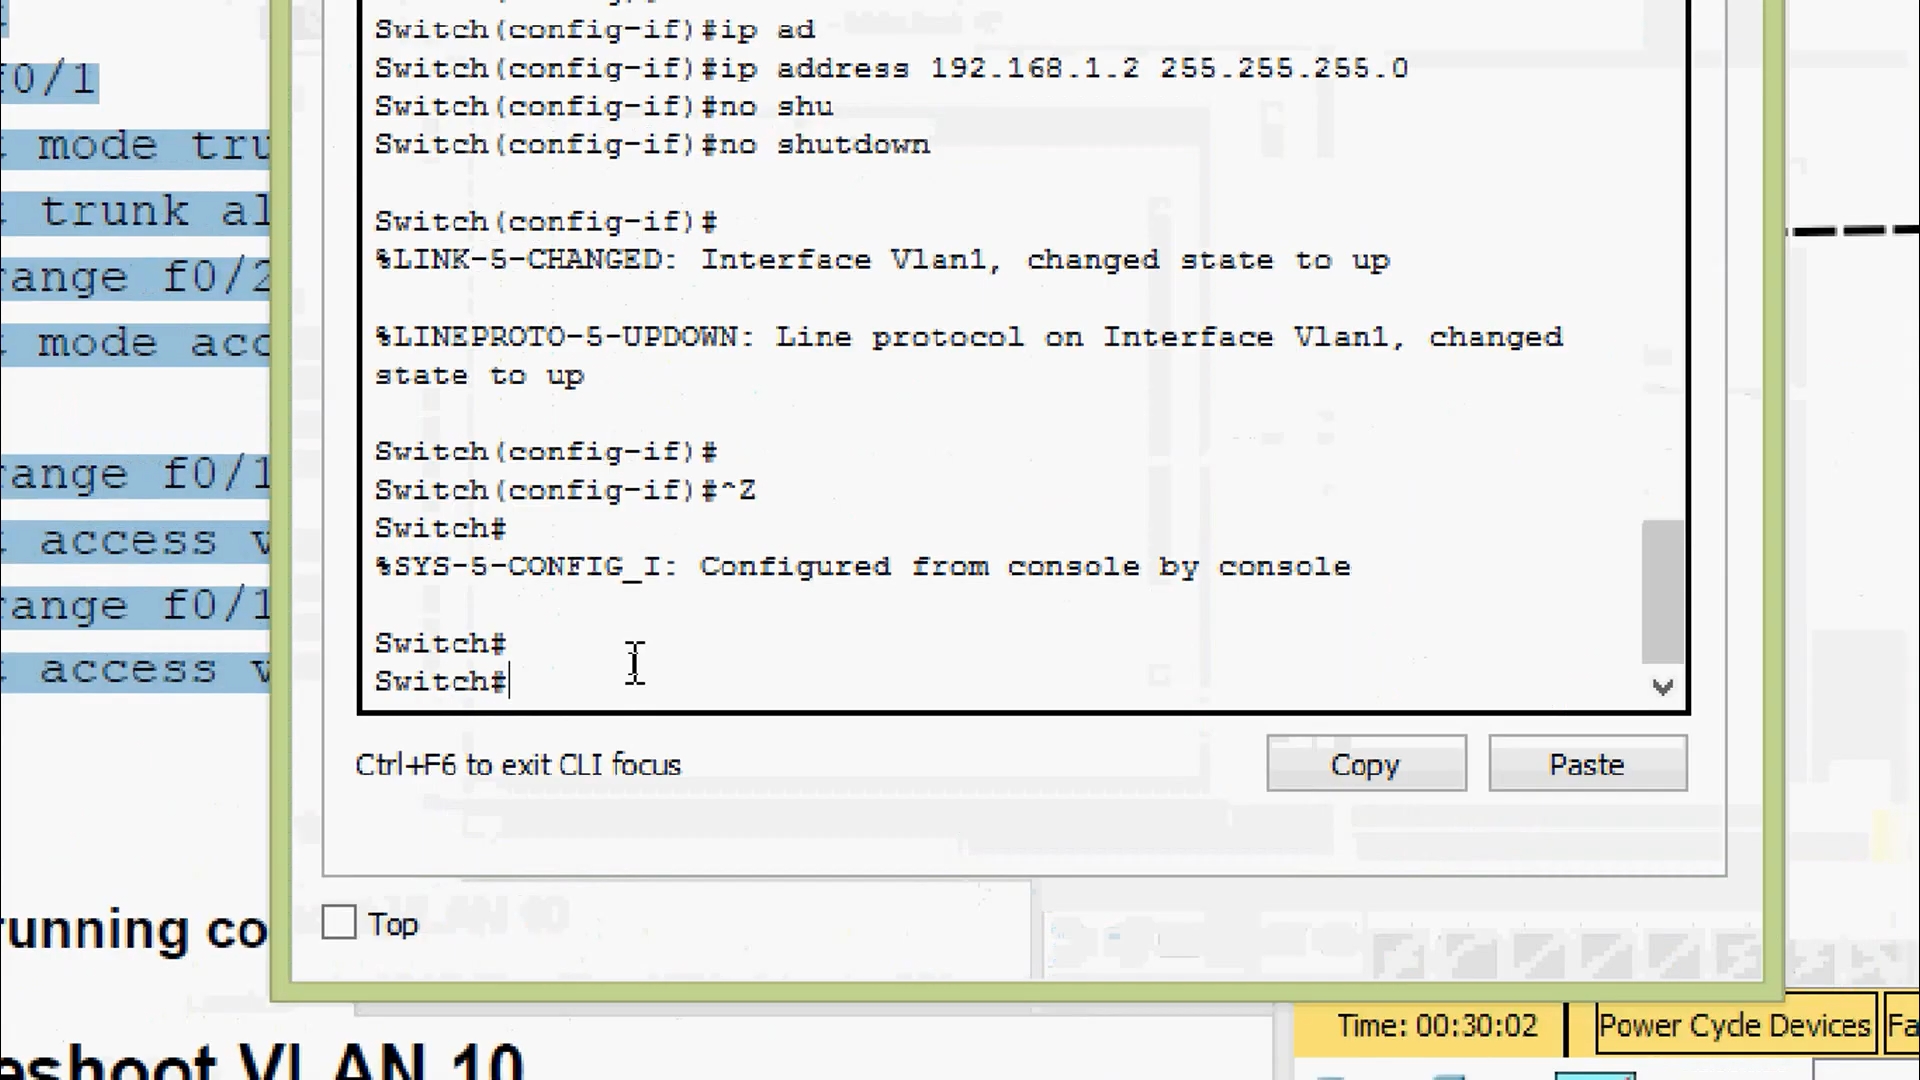 f0/1
t mode tru
t trunk al
range f0/2
t mode acc
range f0/1
t access v
range f0/1
t access v
running co
eshoot VLAN 10
Switch(config-if)#ip ad
Switch(config-if)#ip address 192.168.1.2 255.255.255.0
Switch(config-if)#no shu
Switch(config-if)#no shutdown
Switch(config-if)#
%LINK-5-CHANGED: Interface Vlan1, changed state to up
%LINEPROTO-5-UPDOWN: Line protocol on Interface Vlan1, changed
state to up
Switch(config-if)#
Switch(config-if)#^Z
Switch#
%SYS-5-CONFIG_I: Configured from console by console
Switch#
Switch#
Ctrl+F6 to exit CLI focus
Copy
Paste
Top
Time: 00:30:02
Power Cycle Devices
Fa